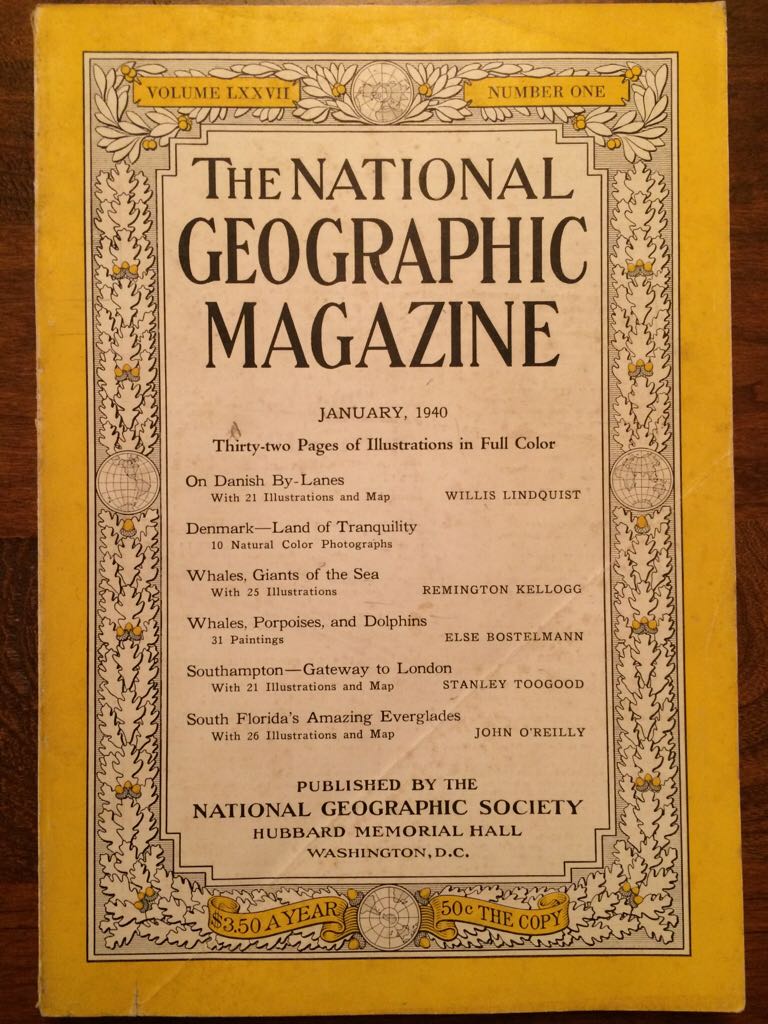 VOLUME LXXVII NUMBER ONE
THE NATIONAL
GEOGRAPHIC
MAGAZINE
JANUARY, 1940
Thirty-two Pages of Illustrations in Full Color
On Danish By-Lanes
With 21 Illustrations and Map WILLIS LINDQUIST
Denmark—Land of Tranquility
10 Natural Color Photographs
Whales, Giants of the Sea
With 25 Illustrations REMINGTON KELLOGG
Whales, Porpoises, and Dolphins
31 Paintings ELSE BOSTELMANN
Southampton—Gateway to London
With 21 Illustrations and Map STANLEY TOOGOOD
South Florida's Amazing Everglades
With 26 Illustrations and Map JOHN O'REILLY
PUBLISHED BY THE
NATIONAL GEOGRAPHIC SOCIETY
HUBBARD MEMORIAL HALL
WASHINGTON, D.C.
$3.50 A YEAR 50c THE COPY